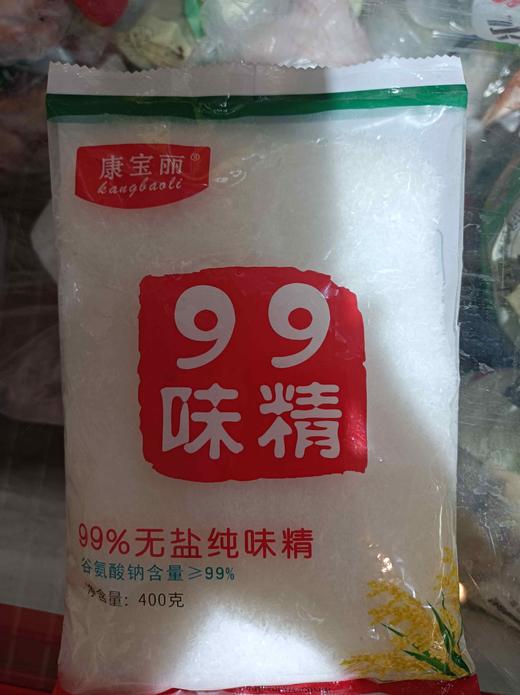 康宝丽®
kangbaoli
99
味精
99%无盐纯味精
谷氨酸钠含量≥99%
净含量：400克